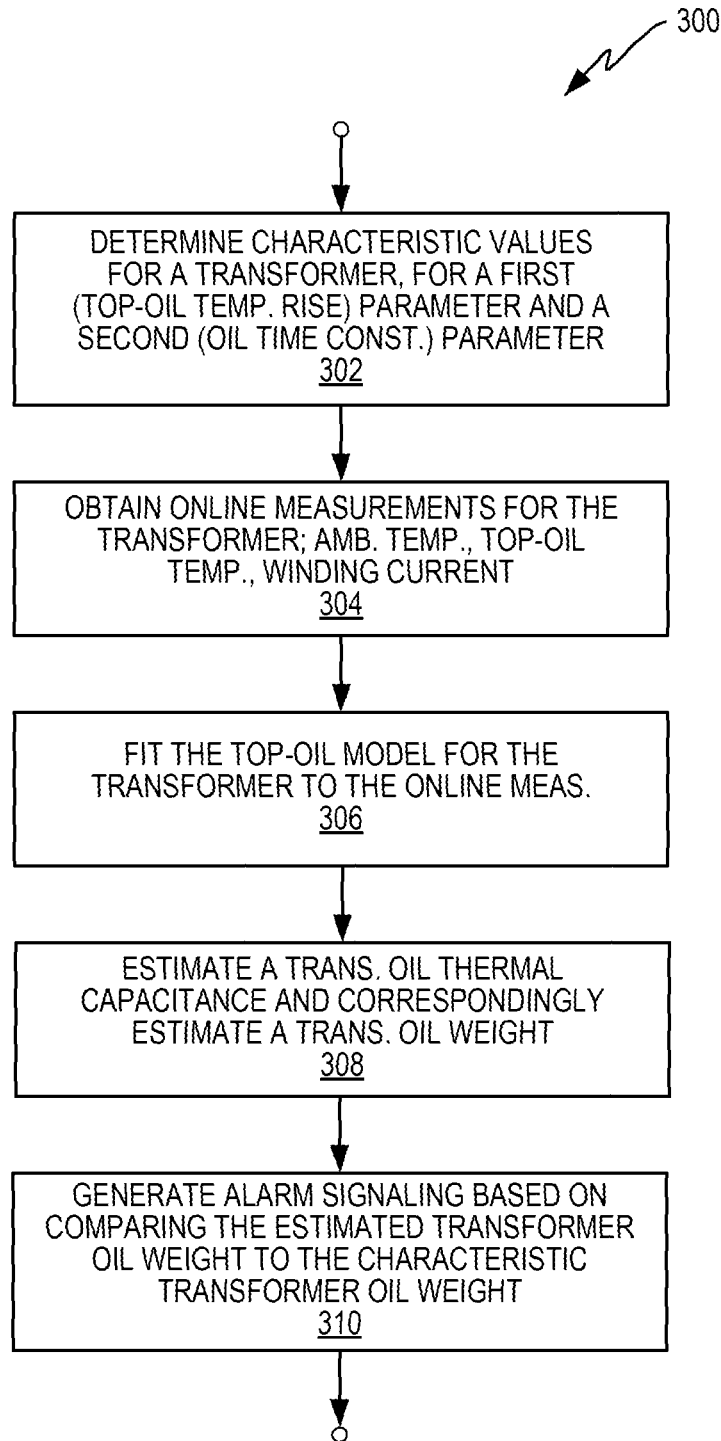 300
DETERMINE CHARACTERISTIC VALUES
FOR A TRANSFORMER, FOR A FIRST
(TOP-OIL TEMP. RISE) PARAMETER AND A
SECOND (OIL TIME CONST.) PARAMETER
302
OBTAIN ONLINE MEASUREMENTS FOR THE
TRANSFORMER; AMB. TEMP., TOP-OIL
TEMP., WINDING CURRENT
304
FIT THE TOP-OIL MODEL FOR THE
TRANSFORMER TO THE ONLINE MEAS.
306
ESTIMATE A TRANS. OIL THERMAL
CAPACITANCE AND CORRESPONDINGLY
ESTIMATE A TRANS. OIL WEIGHT
308
GENERATE ALARM SIGNALING BASED ON
COMPARING THE ESTIMATED TRANSFORMER
OIL WEIGHT TO THE CHARACTERISTIC
TRANSFORMER OIL WEIGHT
310